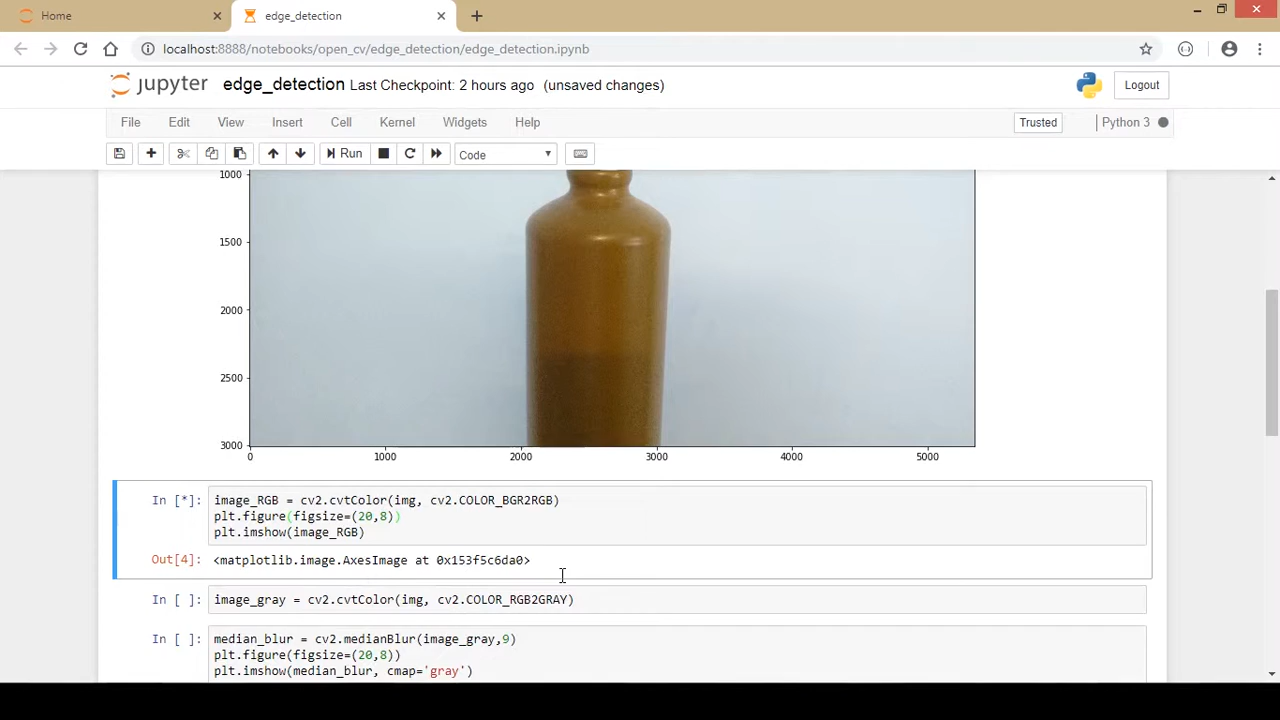 Home
edge_detection
localhost:8888/notebooks/open_cv/edge_detection/edge_detection.ipynb
jupyter edge_detection Last Checkpoint: 2 hours ago (unsaved changes) Logout
File Edit View Insert Cell Kernel Widgets Help Trusted Python 3
Run Code
1000
1500
2000
2500
3000
0 1000 2000 3000 4000 5000
In [*]: image_RGB = cv2.cvtColor(img, cv2.COLOR_BGR2RGB)
plt.figure(figsize=(20,8))
plt.imshow(image_RGB)
Out[4]: <matplotlib.image.AxesImage at 0x153f5c6da0>
In [ ]: image_gray = cv2.cvtColor(img, cv2.COLOR_RGB2GRAY)
In [ ]: median_blur = cv2.medianBlur(image_gray,9)
plt.figure(figsize=(20,8))
plt.imshow(median_blur, cmap='gray')